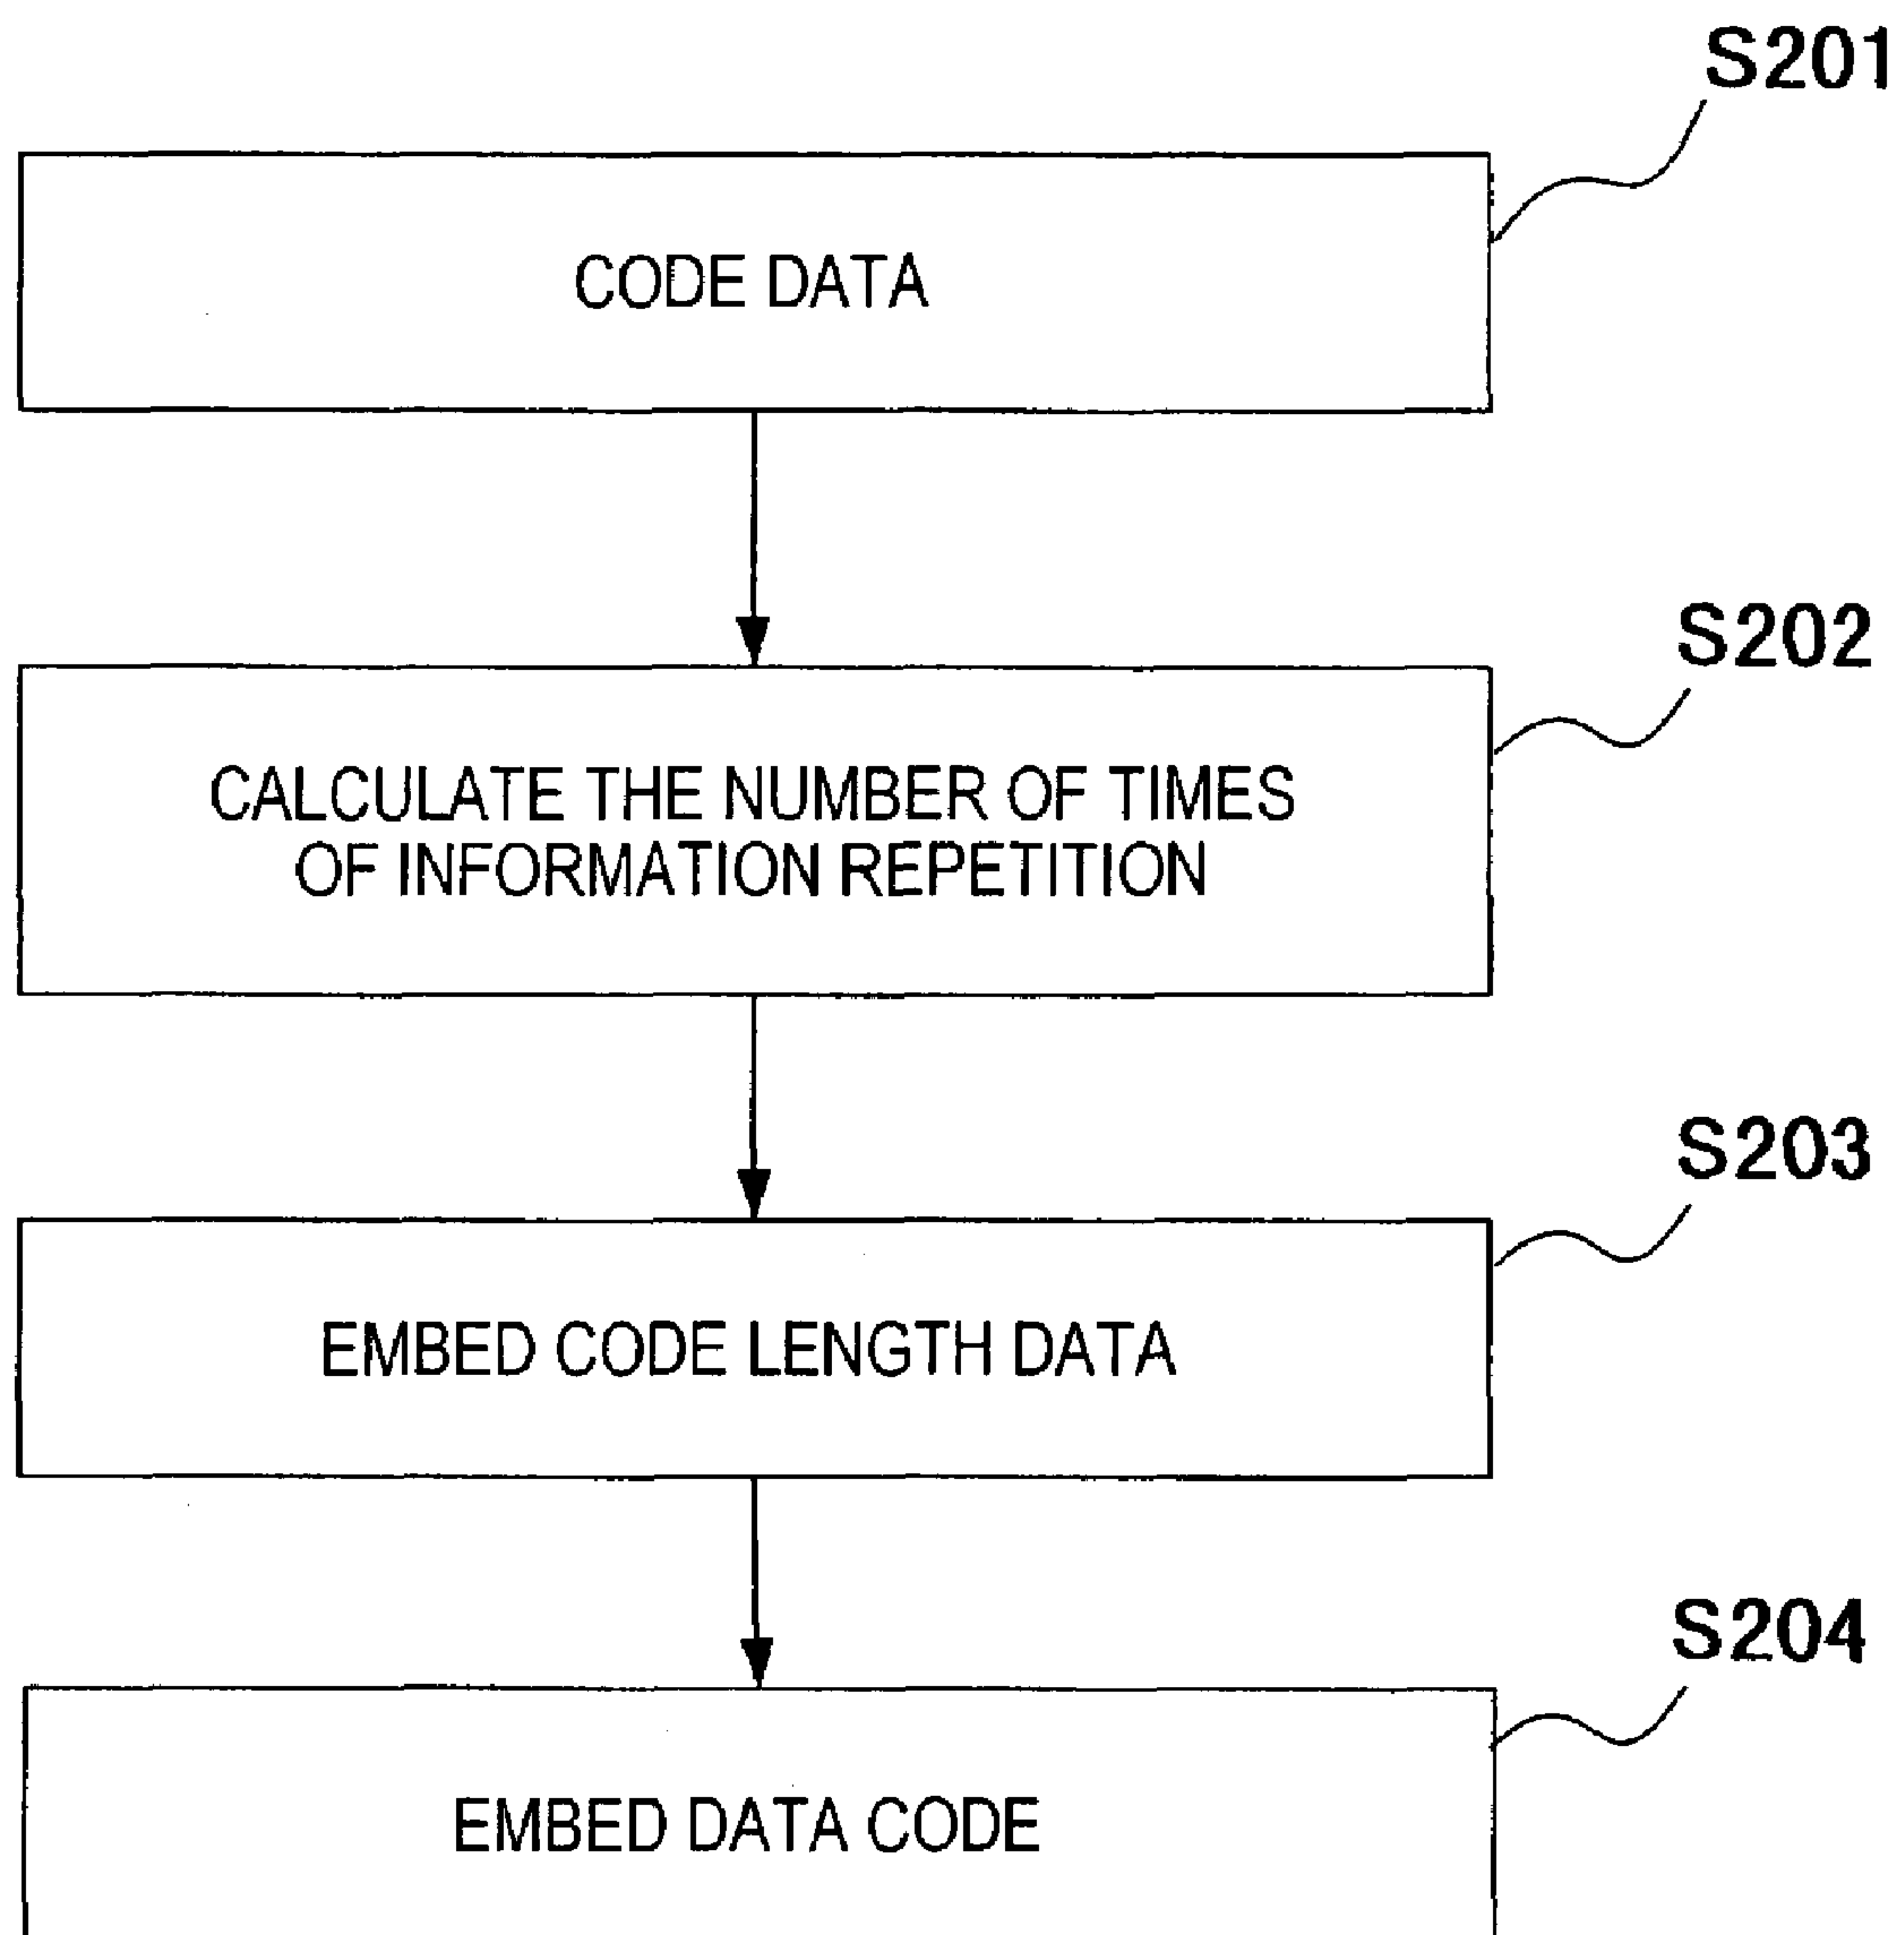 S201
CODE DATA
S202
CALCULATE THE NUMBER OF TIMES
OF INFORMATION REPETITION
S203
EMBED CODE LENGTH DATA
S204
EMBED DATA CODE